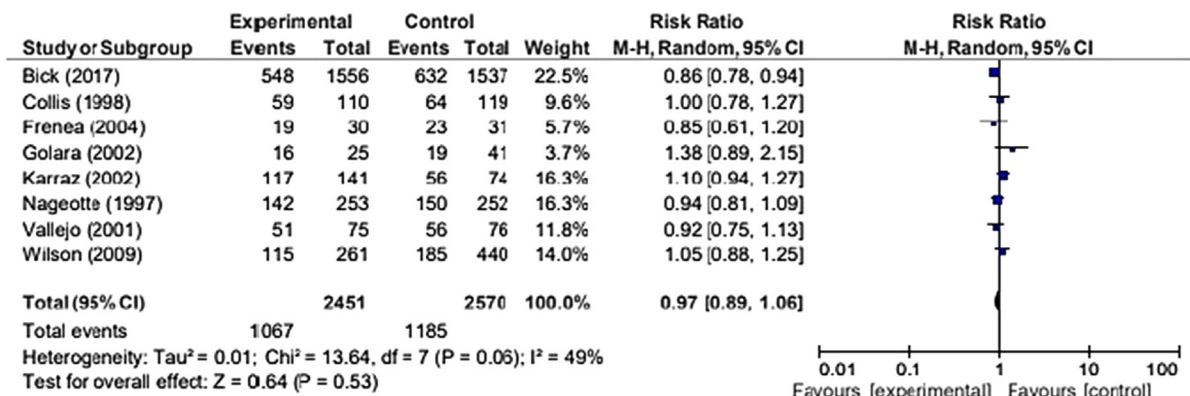 Experimental Control Risk Ratio Risk Ratio
Study or Subgroup Events Total Events Total Weight M-H, Random, 95% CI M-H, Random, 95% CI
Bick (2017) 548 1556 632 1537 22.5% 0.86 [0.78, 0.94]
Collis (1998) 59 110 64 119 9.6% 1.00 [0.78, 1.27]
Frenea (2004) 19 30 23 31 5.7% 0.85 [0.61, 1.20]
Golara (2002) 16 25 19 41 3.7% 1.38 [0.89, 2.15]
Karraz (2002) 117 141 56 74 16.3% 1.10 [0.94, 1.27]
Nageotte (1997) 142 253 150 252 16.3% 0.94 [0.81, 1.09]
Vallejo (2001) 51 75 56 76 11.8% 0.92 [0.75, 1.13]
Wilson (2009) 115 261 185 440 14.0% 1.05 [0.88, 1.25]
Total (95% CI) 2451 2570 100.0% 0.97 [0.89, 1.06]
Total events 1067 1185
Heterogeneity: Tau² = 0.01; Chi² = 13.64, df = 7 (P = 0.06); I² = 49%
Test for overall effect: Z = 0.64 (P = 0.53)
0.01 0.1 1 10 100
Favours [experimental] Favours [control]